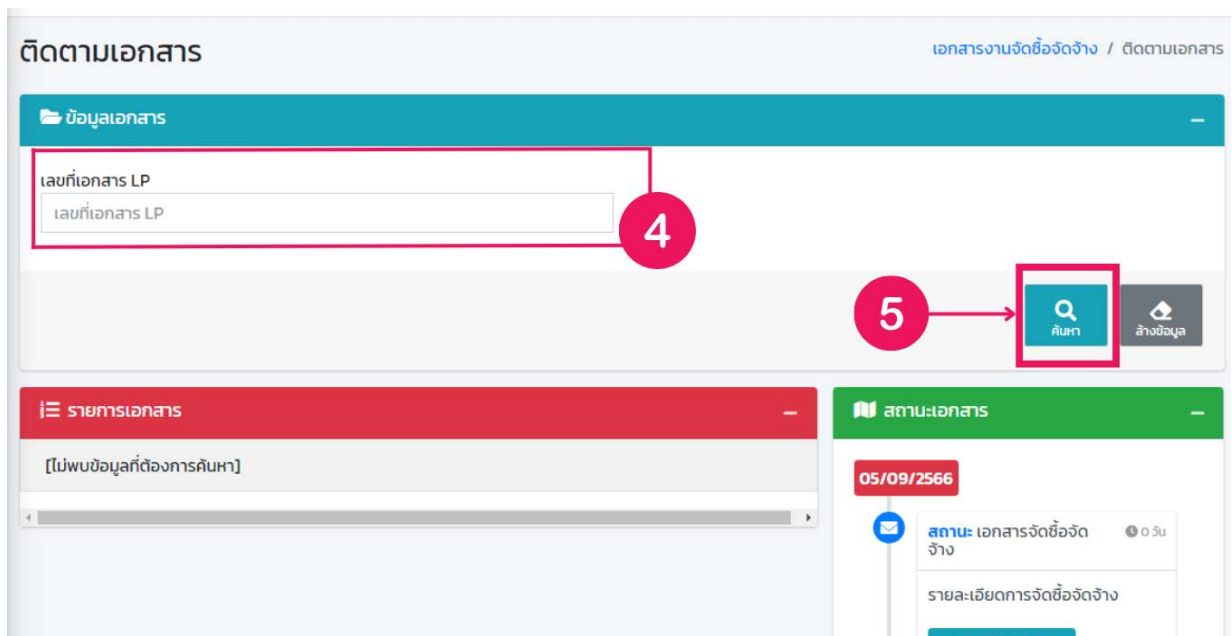 ติดตามเอกสาร
เอกสารงานจัดซื้อจัดจ้าง / ติดตามเอกสาร
ข้อมูลเอกสาร
เลขที่เอกสาร LP
เลขที่เอกสาร LP
4
5
ค้นหา
ล้างข้อมูล
รายการเอกสาร
[ไม่พบข้อมูลที่ต้องการค้นหา]
สถานะเอกสาร
05/09/2566
สถานะ เอกสารจัดซื้อจัด
จ้าง
0 วัน
รายละเอียดการจัดซื้อจัดจ้าง